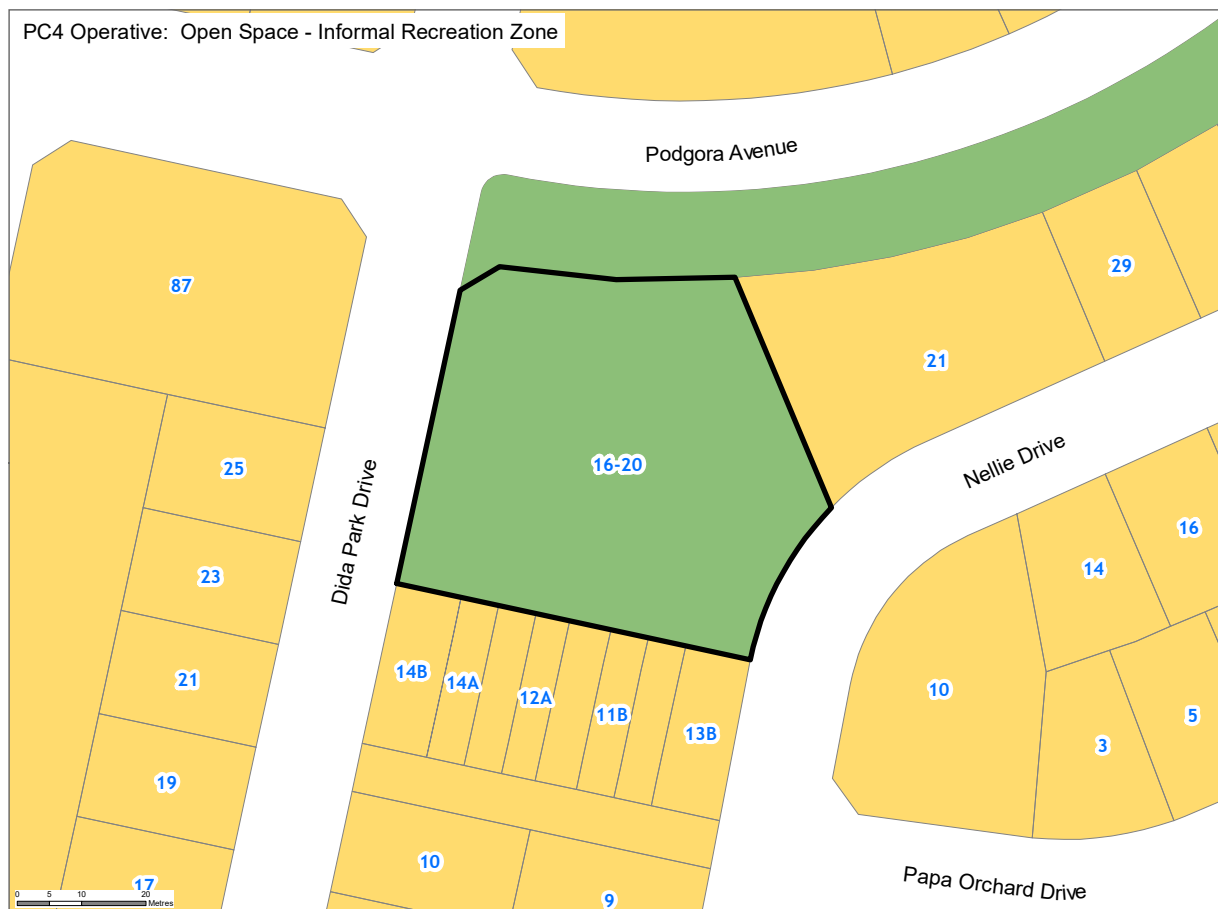 PC4 Operative:  Open Space - Informal Recreation Zone
Podgora Avenue
87
29
21
16-20
25
Nellie Drive
Dida Park Drive
16
23
14
14B
14A
12A
11B
13B
21
10
5
3
19
10
17
9
Papa Orchard Drive
0 5 10 20
Metres